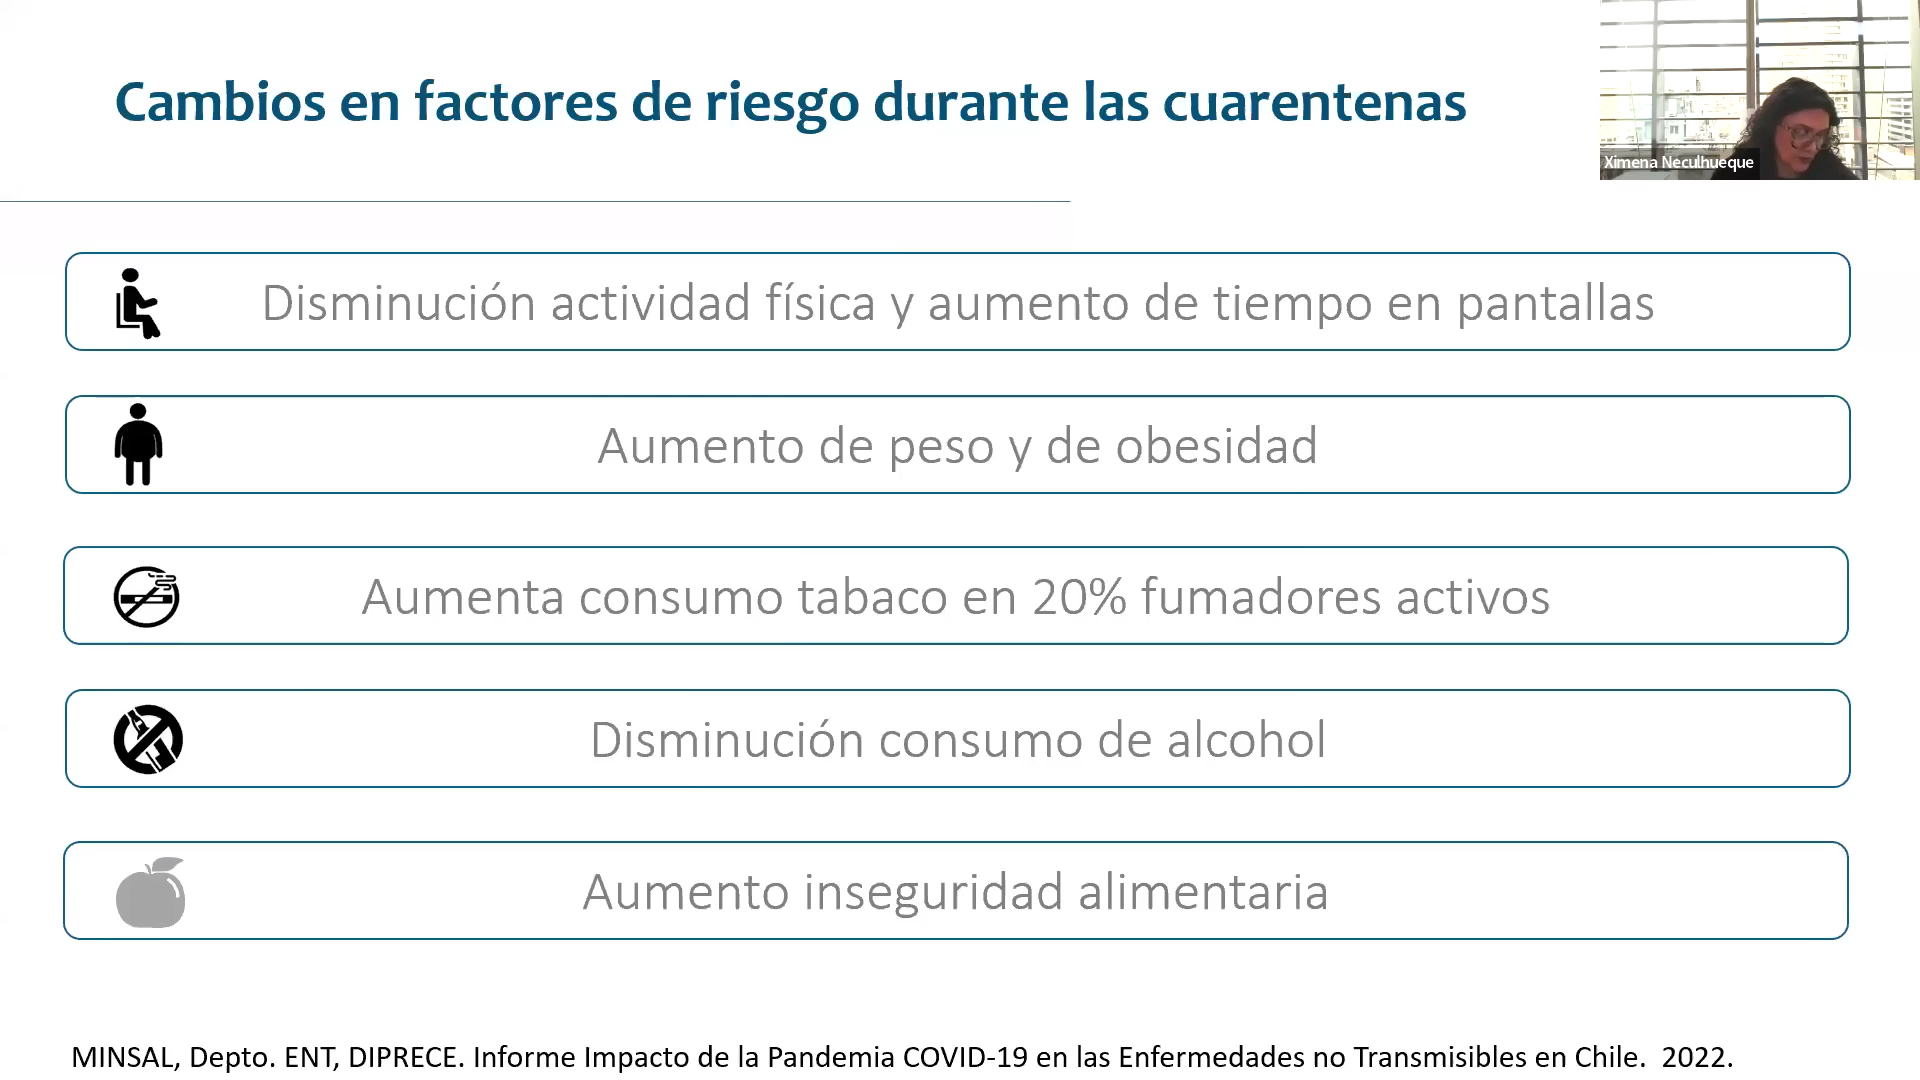 Cambios en factores de riesgo durante las cuarentenas
Ximena Neculhueque
Disminución actividad física y aumento de tiempo en pantallas
Aumento de peso y de obesidad
Aumenta consumo tabaco en 20% fumadores activos
Disminución consumo de alcohol
Aumento inseguridad alimentaria
MINSAL, Depto. ENT, DIPRECE. Informe Impacto de la Pandemia COVID-19 en las Enfermedades no Transmisibles en Chile.  2022.